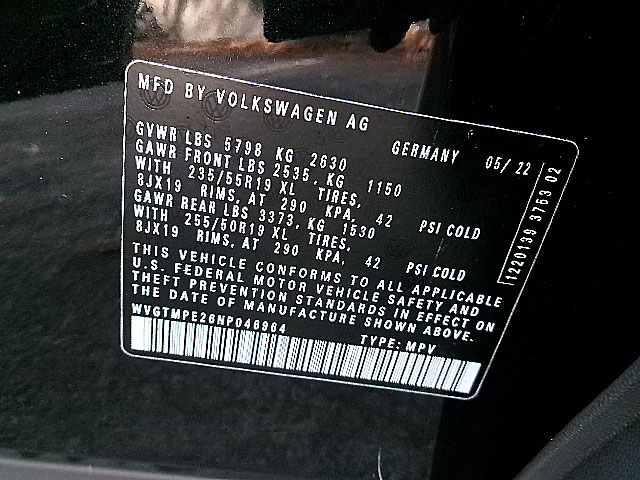 MFD BY VOLKSWAGEN AG
GERMANY 05/22
GVWR LBS 5798 KG 2630
GAWR FRONT LBS 2535, KG 1150
WITH 235/55R19 XL TIRES,
8JX19 RIMS, AT 290 KPA, 42 PSI COLD
GAWR REAR LBS 3373, KG 1530
WITH 255/50R19 XL TIRES,
8JX19 RIMS, AT 290 KPA, 42 PSI COLD
THIS VEHICLE CONFORMS TO ALL APPLICABLE
U.S. FEDERAL MOTOR VEHICLE SAFETY AND
THEFT PREVENTION STANDARDS IN EFFECT ON
THE DATE OF MANUFACTURE SHOWN ABOVE.
WVGTMPE26NP046964
TYPE: MPV
1220139 3763 02